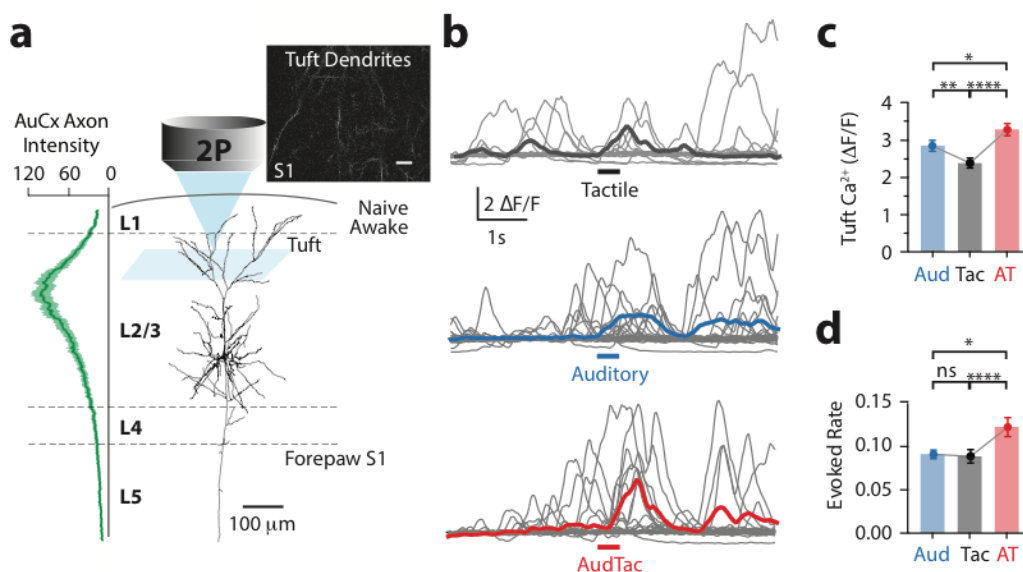 a
Tuft Dendrites
S1
AuCx Axon
Intensity
120 60 0
2P
L1
Naive
Awake
Tuft
L2/3
L4
Forepaw S1
L5
100 μm
b
Tactile
2 ΔF/F
1s
Auditory
AudTac
c
*
** ****
Tuft Ca²⁺ (ΔF/F)
4
3
2
1
0
Aud Tac AT
d
*
ns ****
Evoked Rate
0.15
0.10
0.05
0.00
Aud Tac AT